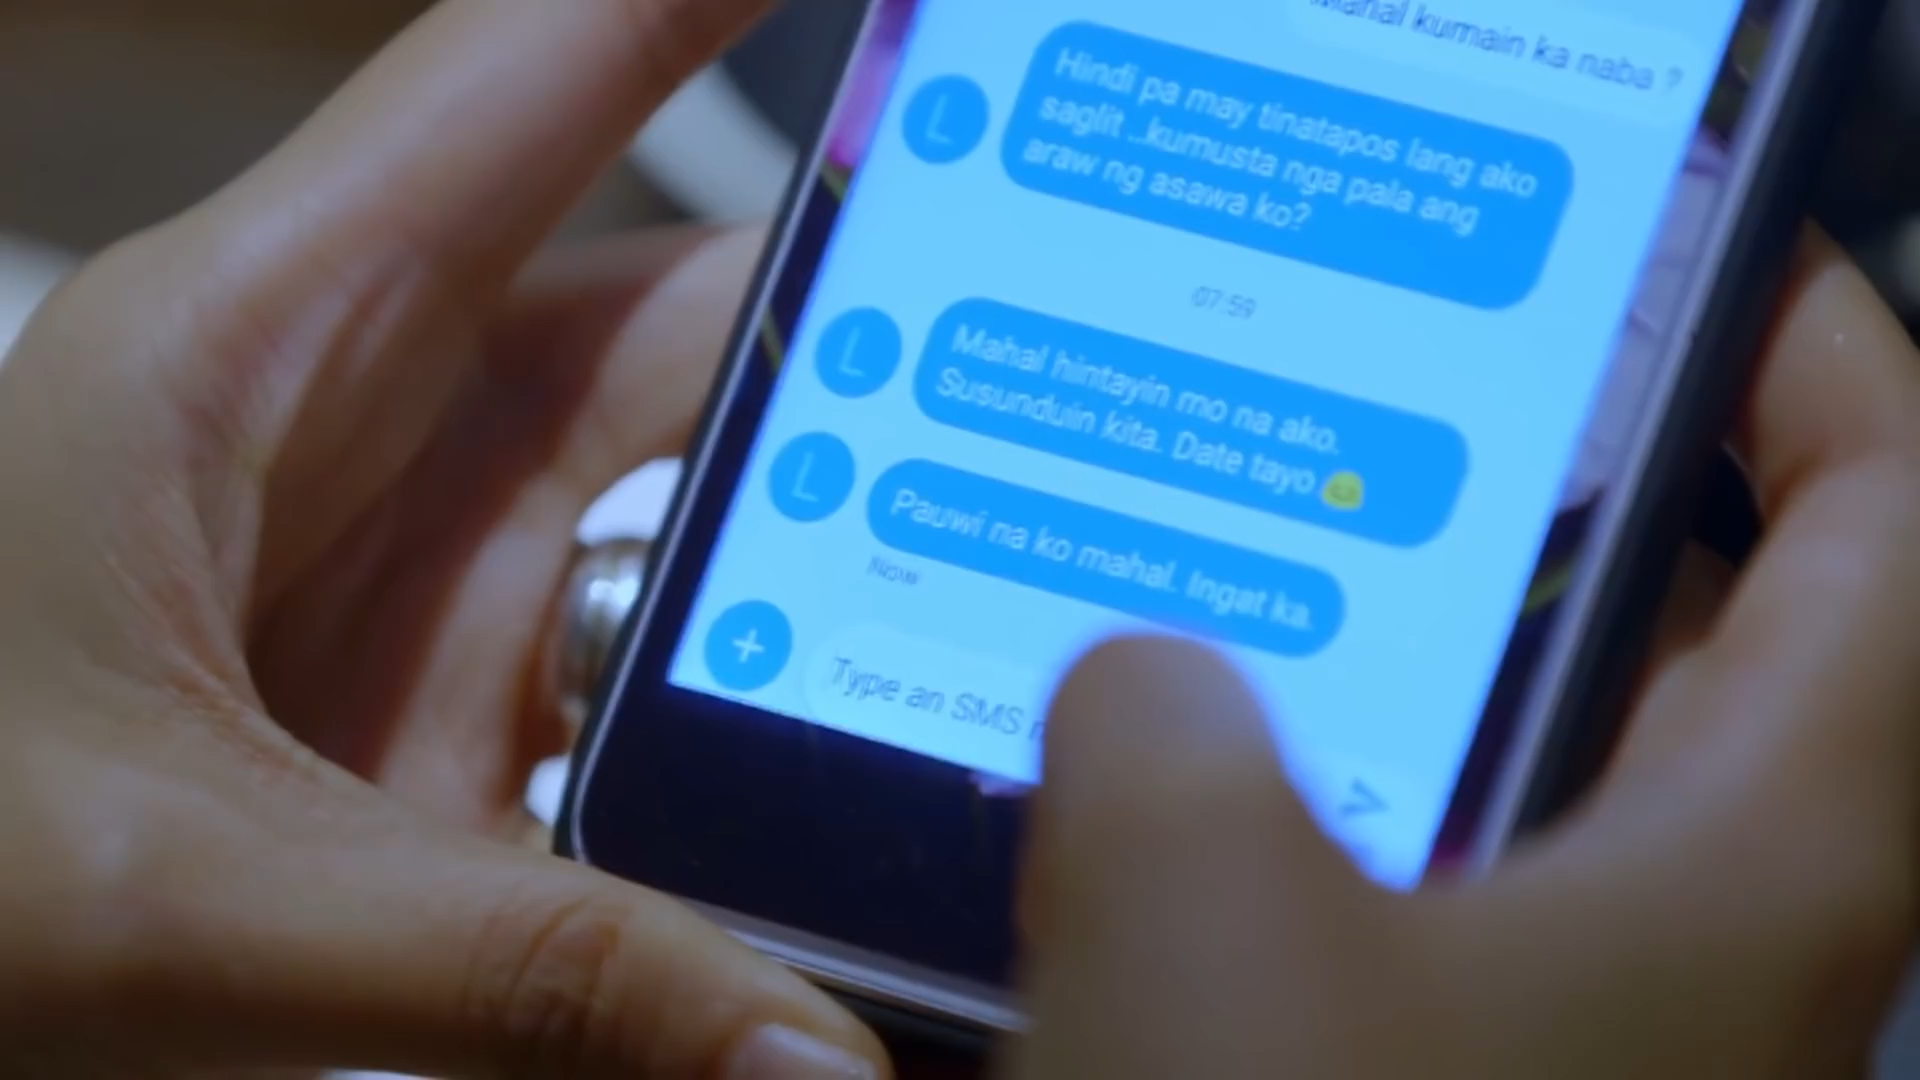 Mahal kumain ka naba ?
Hindi pa may tinatapos lang ako
saglit ..kumusta nga pala ang
araw ng asawa ko?
L
07:59
Mahal hintayin mo na ako.
Susunduin kita. Date tayo
L
Pauwi na ko mahal. Ingat ka.
L
Now
+
Type an SMS